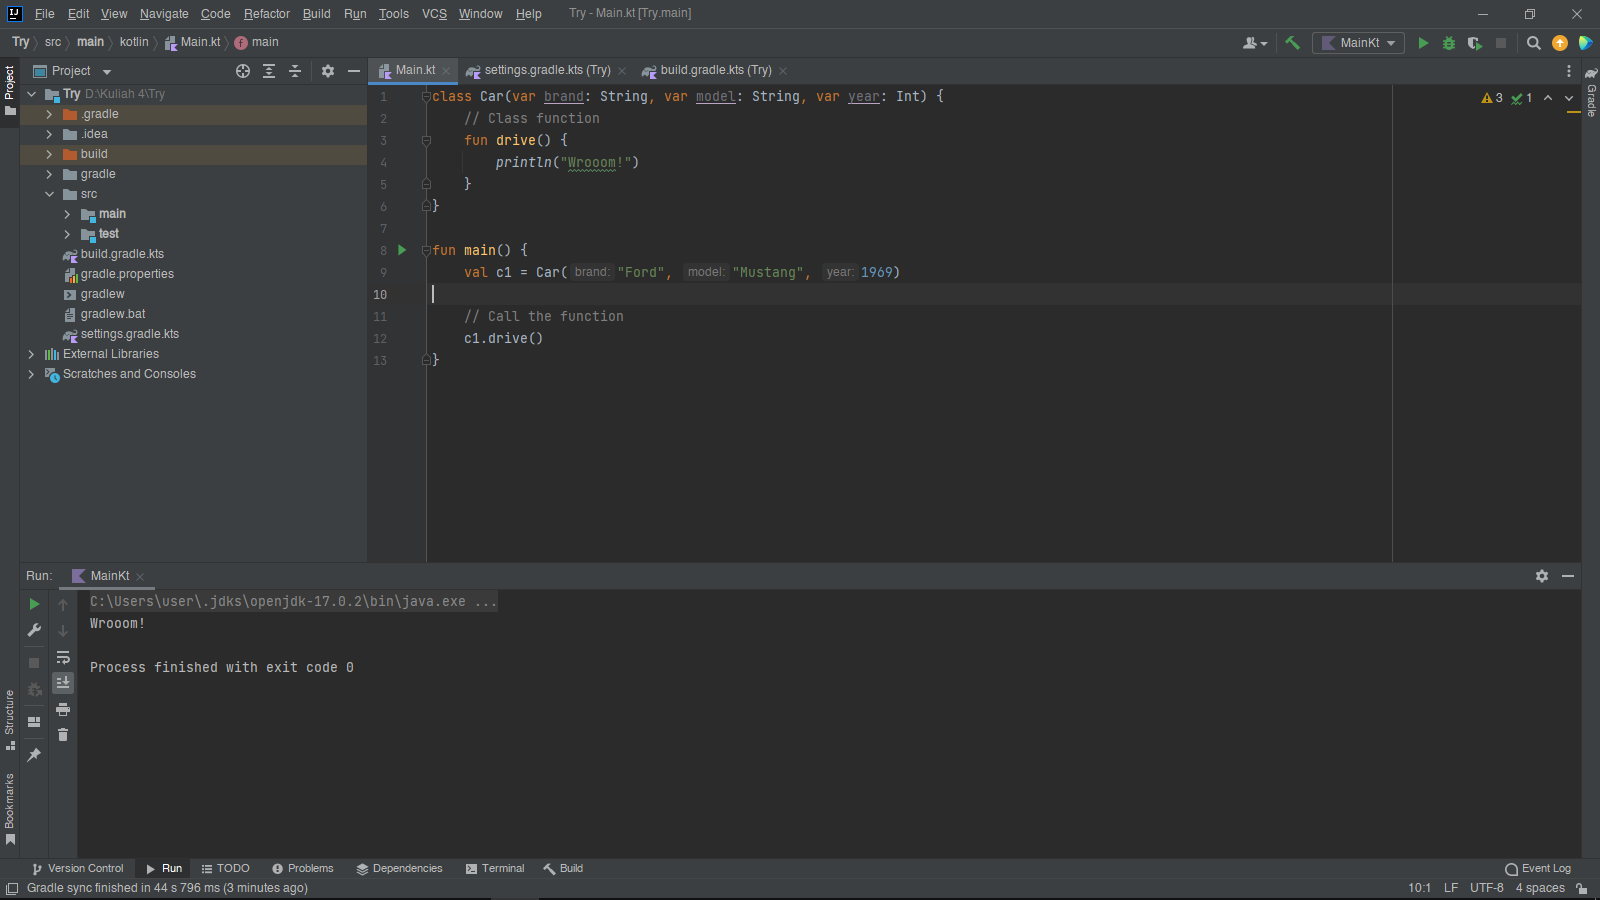 File Edit View Navigate Code Refactor Build Run Tools VCS Window Help Try - Main.kt [Try.main]
Try src main kotlin Main.kt main
MainKt
Project
Main.kt settings.gradle.kts (Try) build.gradle.kts (Try)
Try D:\Kuliah 4\Try
.gradle
.idea
build
gradle
src
main
test
build.gradle.kts
gradle.properties
gradlew
gradlew.bat
settings.gradle.kts
External Libraries
Scratches and Consoles
1 class Car(var brand: String, var model: String, var year: Int) {
2 // Class function
3 fun drive() {
4 println("Wrooom!")
5 }
6 }
7
8 fun main() {
9 val c1 = Car( brand: "Ford", model: "Mustang", year: 1969)
10
11 // Call the function
12 c1.drive()
13 }
3 1
Project
Gradle
Run: MainKt
C:\Users\user\.jdks\openjdk-17.0.2\bin\java.exe ...
Wrooom!
Process finished with exit code 0
Structure
Bookmarks
Version Control Run TODO Problems Dependencies Terminal Build Event Log
Gradle sync finished in 44 s 796 ms (3 minutes ago) 10:1 LF UTF-8 4 spaces